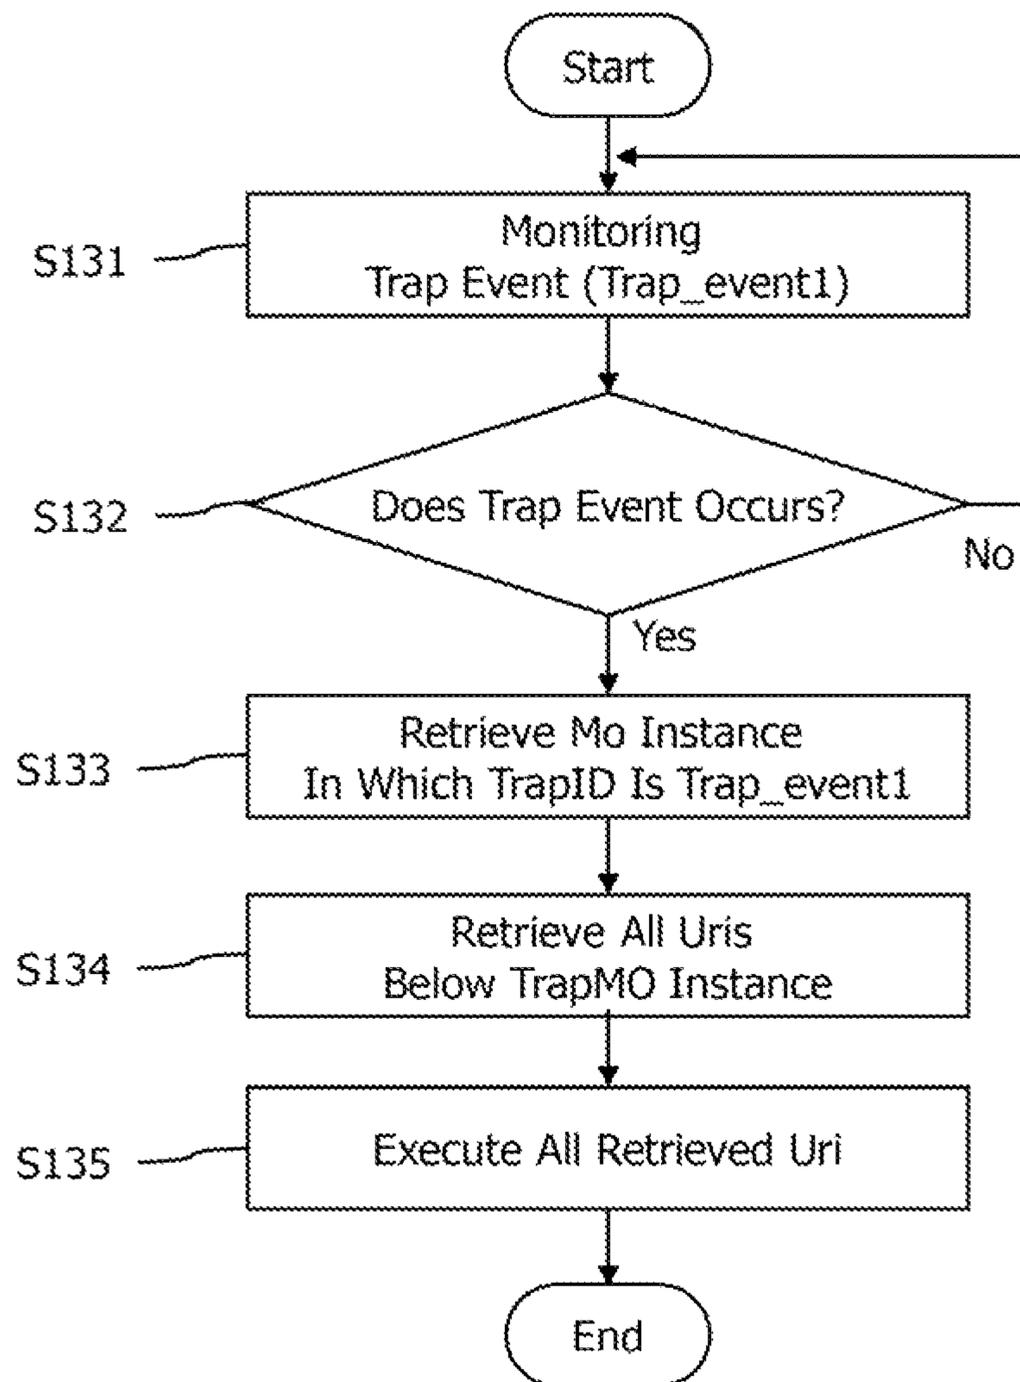 Start
S131
Monitoring
Trap Event (Trap_event1)
S132
Does Trap Event Occurs?
No
Yes
S133
Retrieve Mo Instance
In Which TrapID Is Trap_event1
S134
Retrieve All Uris
Below TrapMO Instance
S135
Execute All Retrieved Uri
End